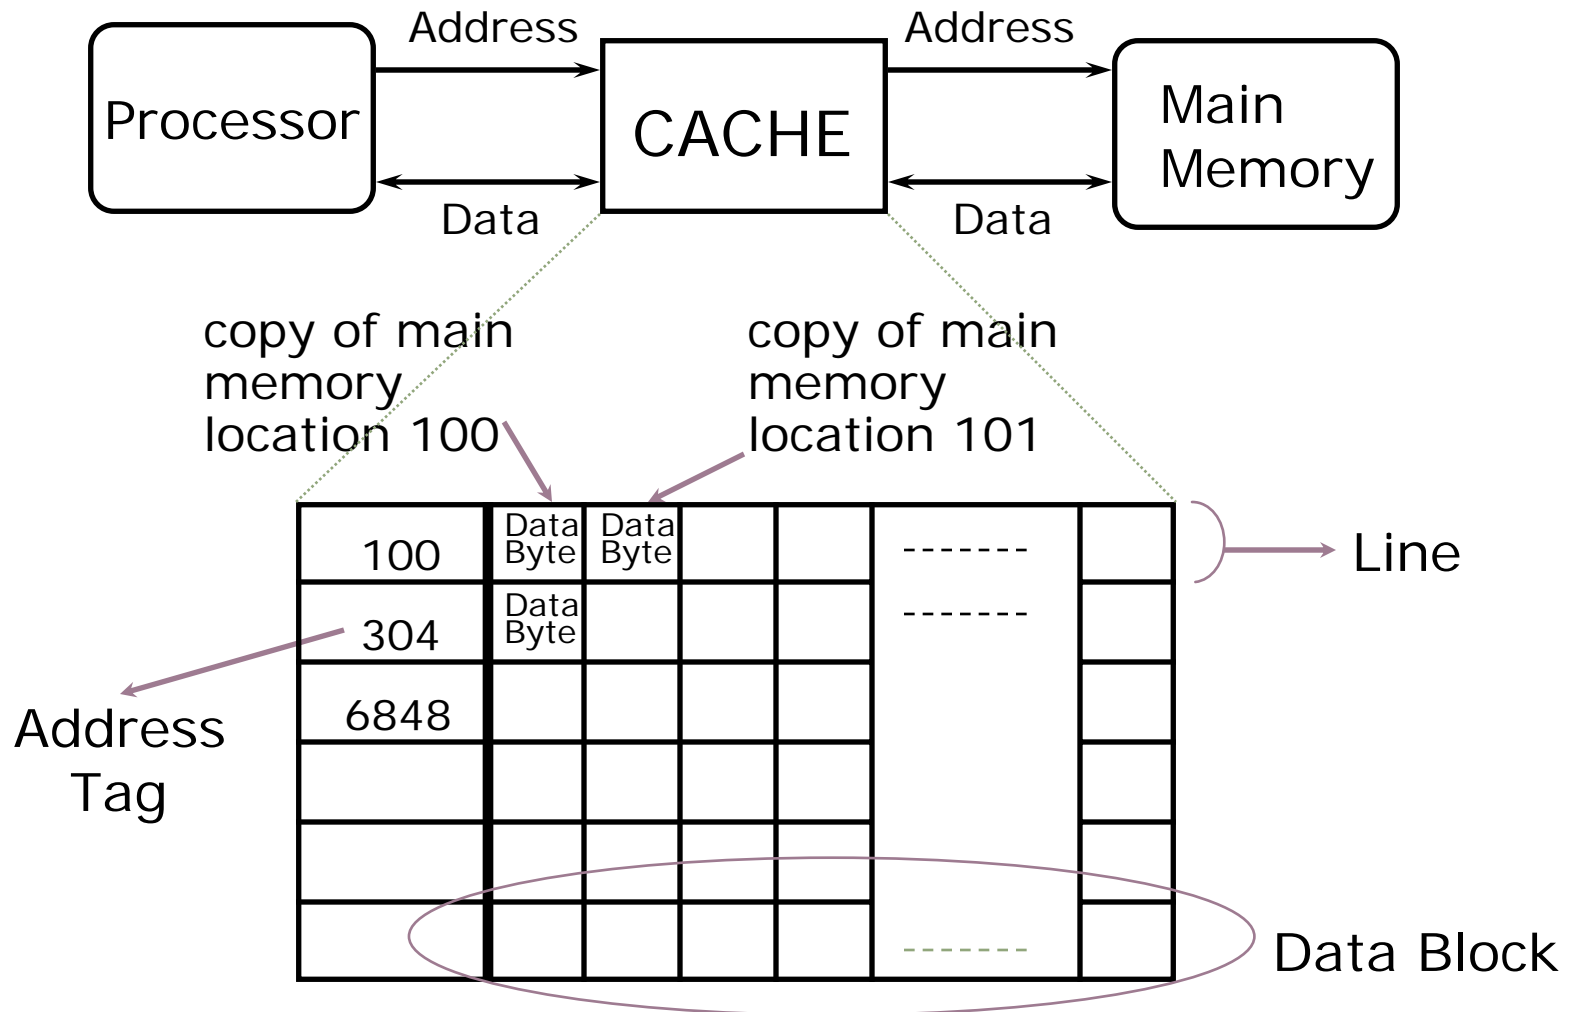 Address
Address
Processor
CACHE
Main
Memory
Data
Data
copy of main
memory
location 100
copy of main
memory
location 101
100
Data
Byte
Data
Byte
Line
304
Data
Byte
6848
Address
Tag
Data Block